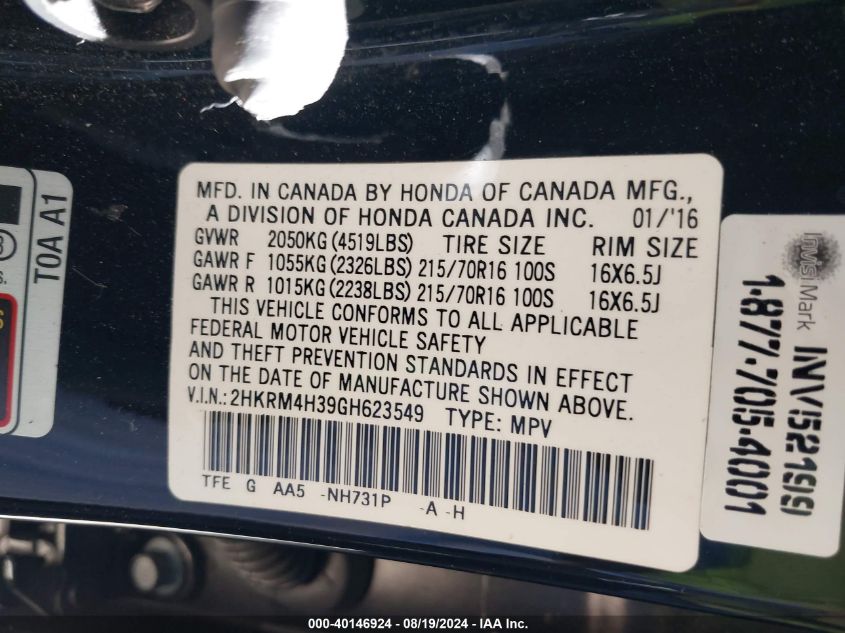 MFD. IN CANADA BY HONDA OF CANADA MFG.,
A DIVISION OF HONDA CANADA INC. 01/'16
GVWR 2050KG (4519LBS) TIRE SIZE RIM SIZE
GAWR F 1055KG (2326LBS) 215/70R16 100S 16X6.5J
GAWR R 1015KG (2238LBS) 215/70R16 100S 16X6.5J
THIS VEHICLE CONFORMS TO ALL APPLICABLE
FEDERAL MOTOR VEHICLE SAFETY
AND THEFT PREVENTION STANDARDS IN EFFECT
ON THE DATE OF MANUFACTURE SHOWN ABOVE.
V.I.N.: 2HKRM4H39GH623549 TYPE: MPV
TFE G AA5 -NH731P -A -H
T0A A1
InvisiMark
INV52199
1-877-705-4001
000-40146924 - 08/19/2024 - IAA Inc.